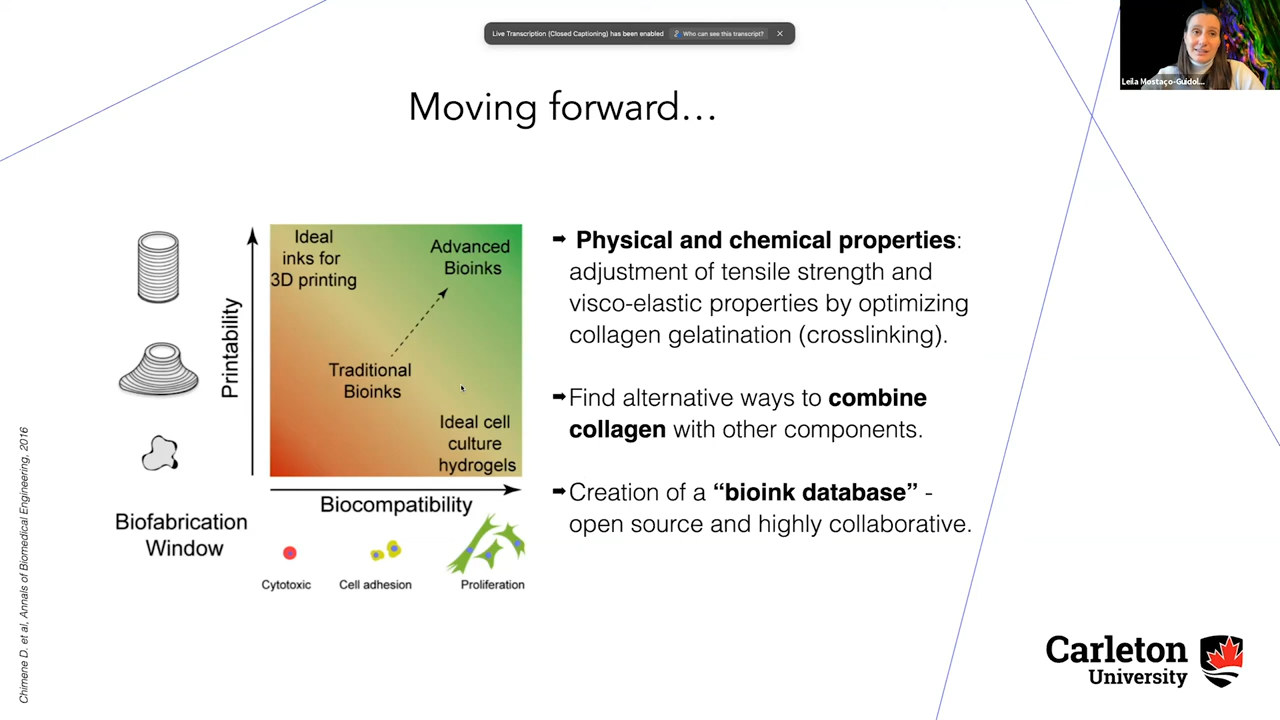 Live Transcription (Closed Captioning) has been enabled
Who can see this transcript?
Leila Mostaço-Guidol...
Moving forward...
Ideal
inks for
3D printing
Advanced
Bioinks
Traditional
Bioinks
Ideal cell
culture
hydrogels
Printability
Biocompatibility
Biofabrication
Window
Cytotoxic
Cell adhesion
Proliferation
Chimene D. et al, Annals of Biomedical Engineering, 2016
➡ Physical and chemical properties:
adjustment of tensile strength and
visco-elastic properties by optimizing
collagen gelatination (crosslinking).
➡Find alternative ways to combine
collagen with other components.
➡Creation of a “bioink database” -
open source and highly collaborative.
Carleton
University